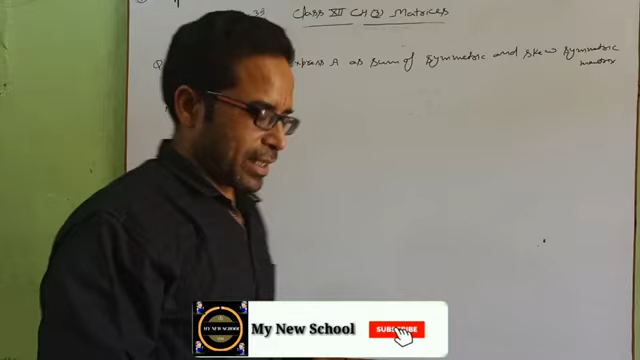 Class XII CH (3) Matrices
Q xpress A as sum of symmetric and skew symmetric
matrix
MY NEW SCHOOL
My New School
SUBSCRIBE